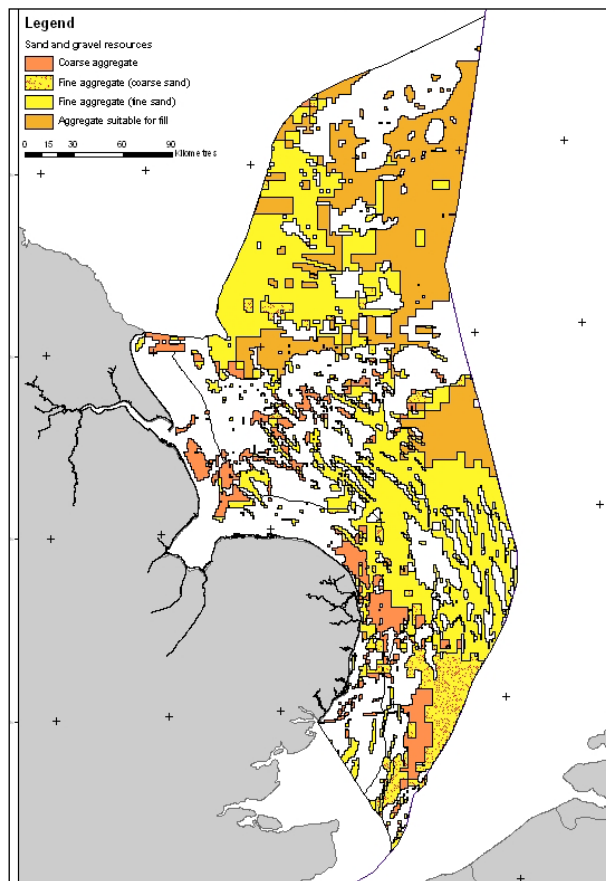 Legend
Sand and gravel resources
Coarse aggregate
Fine aggregate (coarse sand)
Fine aggregate (fine sand)
Aggregate suitable for fill
0 15 30 60 90
Kilometres